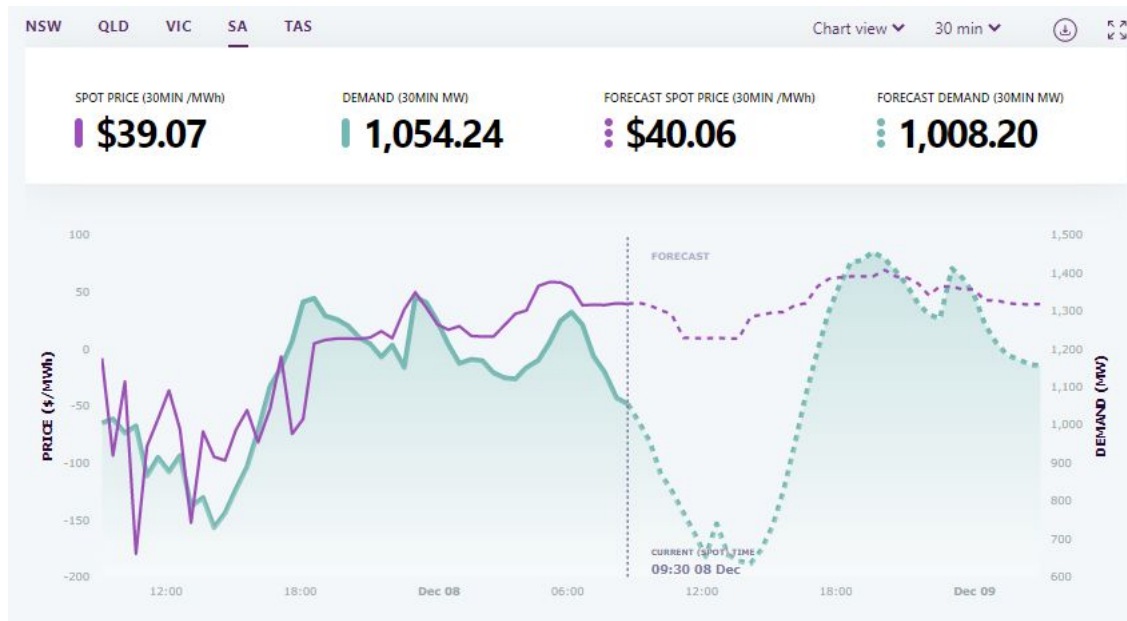 NSW QLD VIC SA TAS Chart view 30 min
SPOT PRICE (30MIN /MWh) DEMAND (30MIN MW) FORECAST SPOT PRICE (30MIN /MWh) FORECAST DEMAND (30MIN MW)
$39.07 1,054.24 $40.06 1,008.20
100 1,500
FORECAST
1,400
50
1,300
0 1,200
PRICE ($/MWh) DEMAND (MW)
1,100
-50
1,000
-100 900
800
-150
700
CURRENT (SPOT) TIME
09:30 08 Dec
-200 600
12:00 18:00 Dec 08 06:00 12:00 18:00 Dec 09